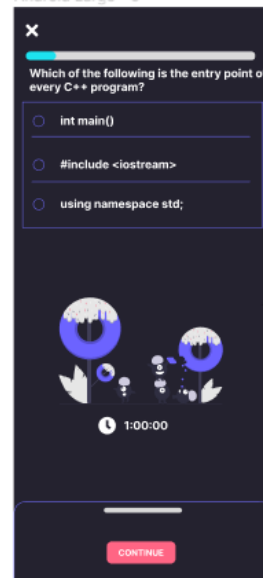 Which of the following is the entry point o
every C++ program?
int main()
#include <iostream>
using namespace std;
1:00:00
CONTINUE